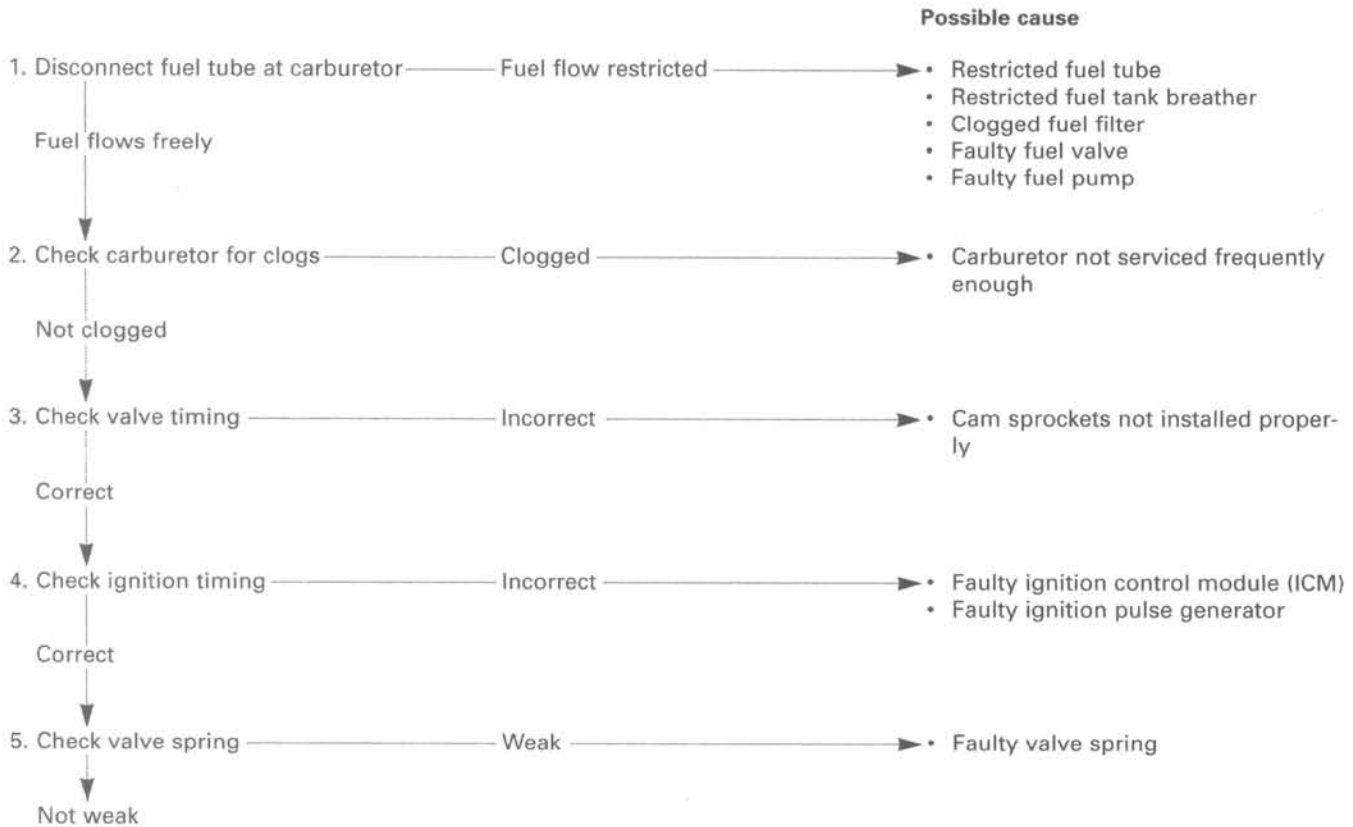 Possible cause
1. Disconnect fuel tube at carburetor Fuel flow restricted • Restricted fuel tube
• Restricted fuel tank breather
• Clogged fuel filter
Fuel flows freely
• Faulty fuel valve
• Faulty fuel pump
2. Check carburetor for clogs Clogged • Carburetor not serviced frequently
enough
Not clogged
3. Check valve timing Incorrect • Cam sprockets not installed proper-
ly
Correct
4. Check ignition timing Incorrect • Faulty ignition control module (ICM)
• Faulty ignition pulse generator
Correct
5. Check valve spring Weak • Faulty valve spring
Not weak